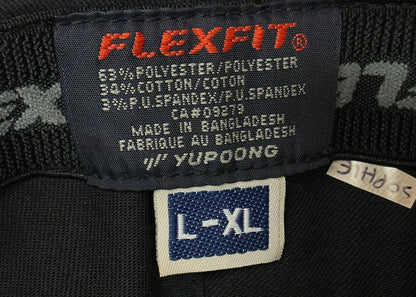 FLEXFIT®
63%POLYESTER/POLYESTER
34%COTTON/COTON
3%P.U.SPANDEX/P.U.SPANDEX
CA#09279
MADE IN BANGLADESH
FABRIQUE AU BANGLADESH
YUPOONG
L-XL
SOPHIE